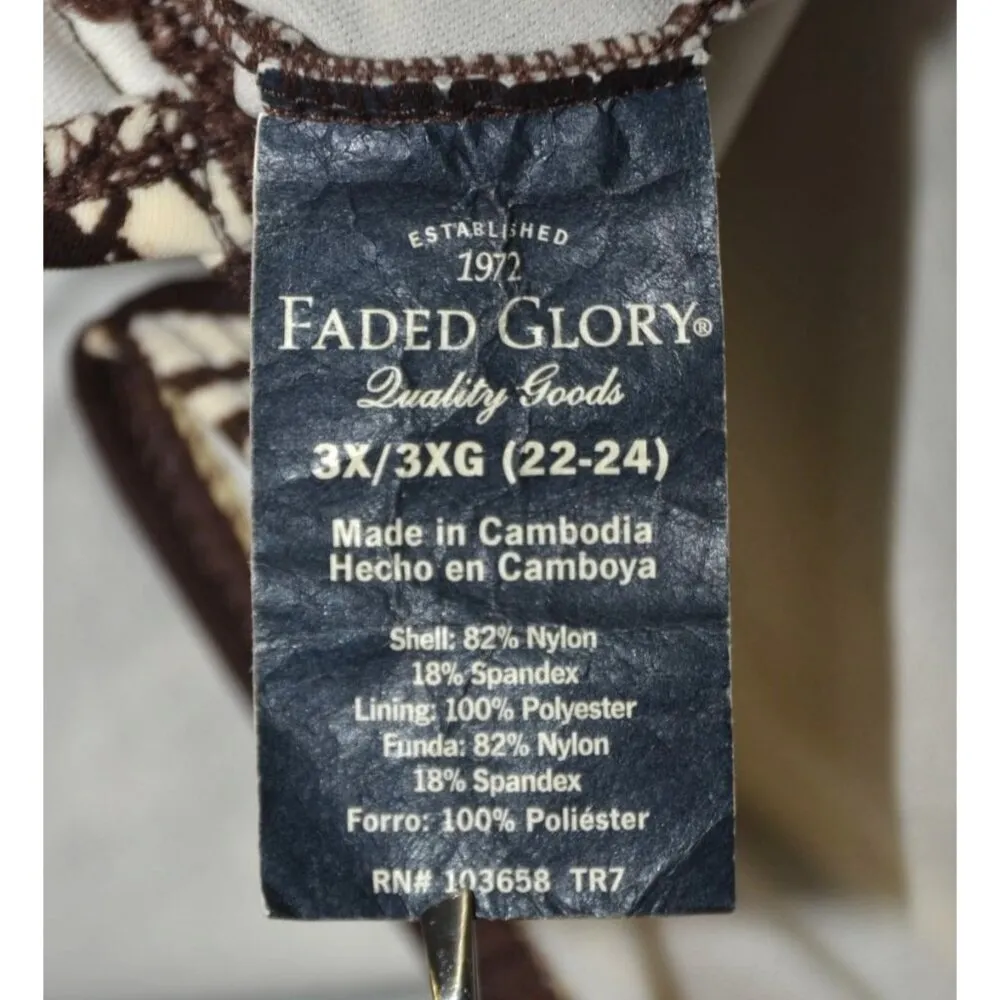 ESTABLISHED
1972
FADED GLORY®
Quality Goods
3X/3XG (22-24)
Made in Cambodia
Hecho en Camboya
Shell: 82% Nylon
18% Spandex
Lining: 100% Polyester
Funda: 82% Nylon
18% Spandex
Forro: 100% Poliéster
RN# 103658 TR7